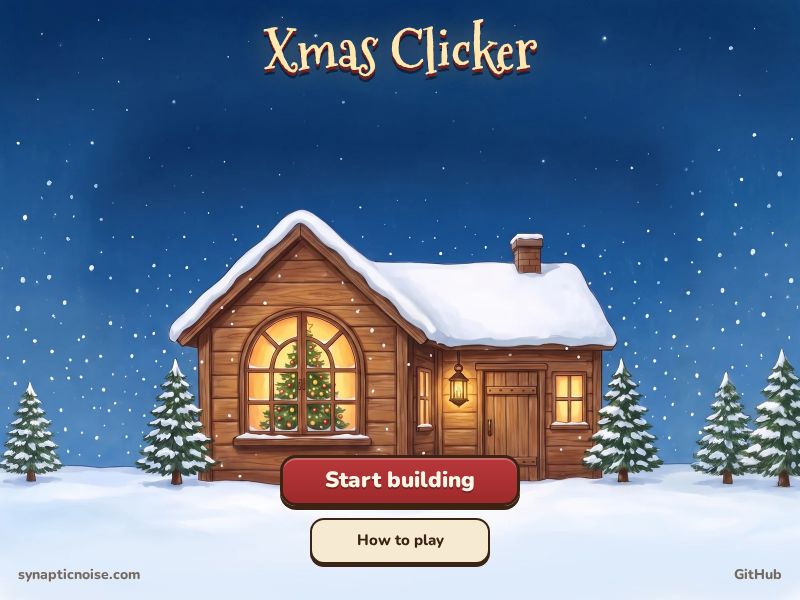 Xmas Clicker
Start building
How to play
synapticnoise.com
GitHub